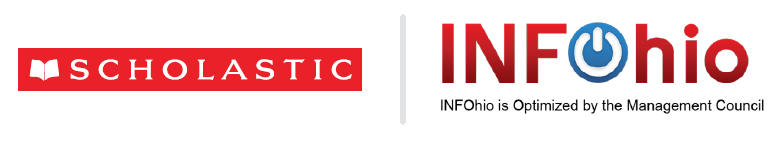 SCHOLASTIC
INFOhio
INFOhio is Optimized by the Management Council